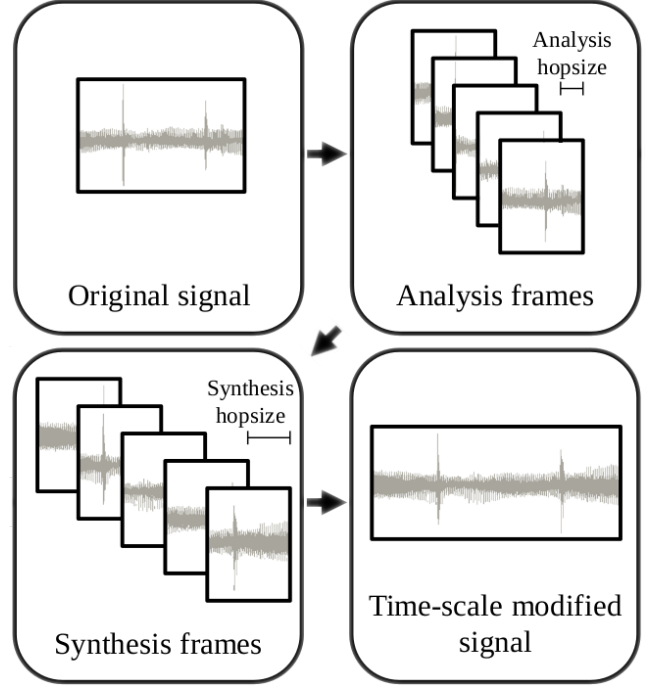 Original signal
Analysis
hopsize
Analysis frames
Synthesis
hopsize
Synthesis frames
Time-scale modified
signal